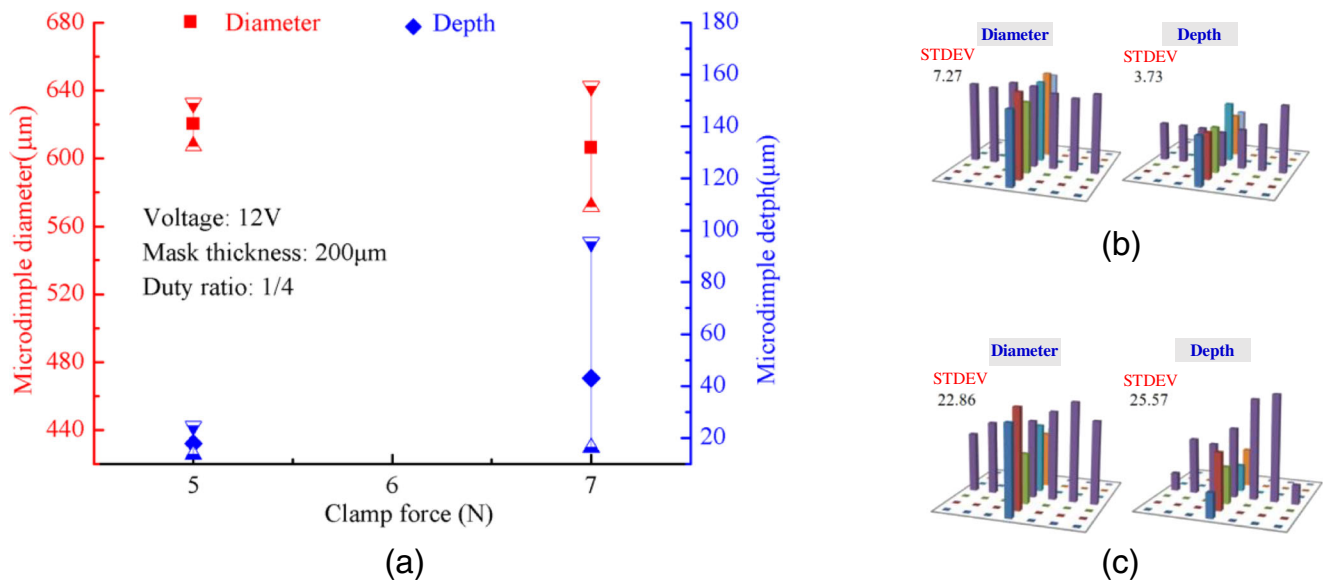 Diameter
Depth
680
640
600
560
520
480
440
Microdimple diameter(μm)
180
160
140
120
100
80
60
40
20
Microdimple detpth(μm)
Voltage: 12V
Mask thickness: 200μm
Duty ratio: 1/4
5
6
7
Clamp force (N)
(a)
Diameter
Depth
STDEV
7.27
STDEV
3.73
(b)
Diameter
Depth
STDEV
22.86
STDEV
25.57
(c)